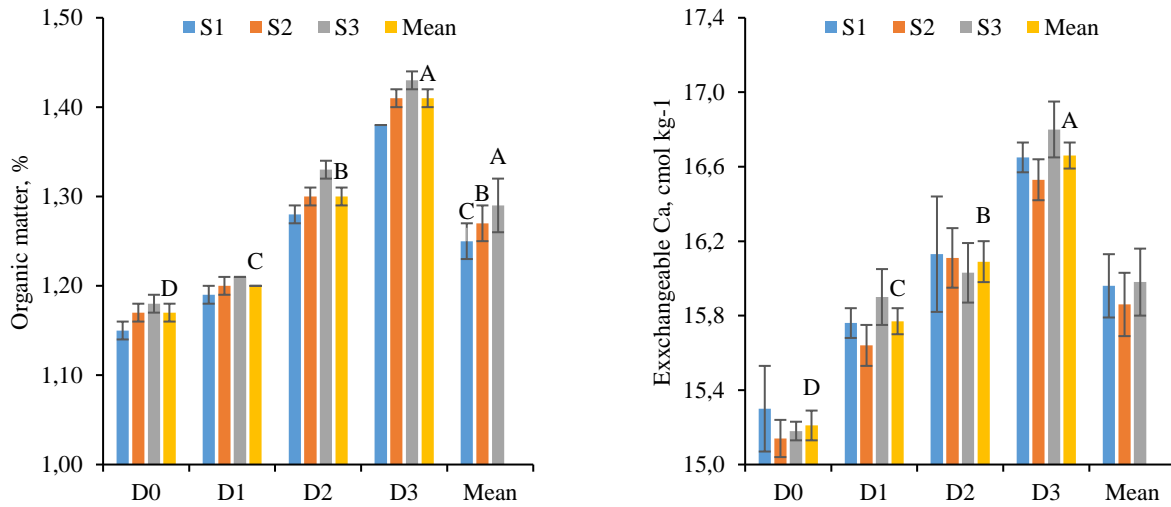 Organic matter, %
1,50
1,40
1,30
1,20
1,10
1,00
S1 S2 S3 Mean
D
C
B
A
C
B
A
D0 D1 D2 D3 Mean
Exxchangeable Ca, cmol kg-1
17,4
17,0
16,6
16,2
15,8
15,4
15,0
S1 S2 S3 Mean
D
C
B
A
D0 D1 D2 D3 Mean